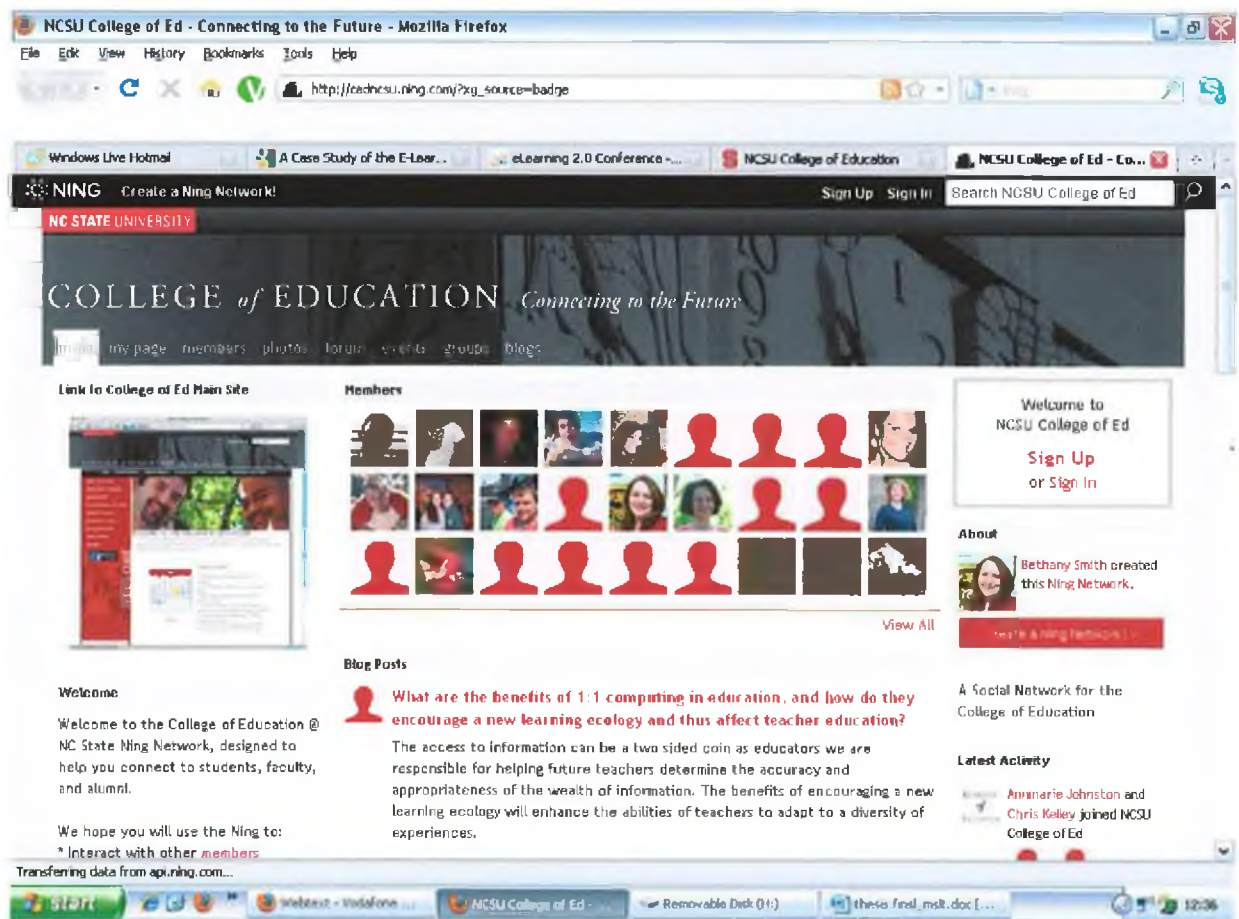 NCSU College of Ed - Connecting to the Future - Mozilla Firefox
File Edit View History Bookmarks Tools Help
http://cedncsu.ning.com/?xg_source=badge
Windows Live Hotmail
A Case Study of the E-Lear...
eLearning 2.0 Conference -...
NCSU College of Education
NCSU College of Ed - Co...
NING Create a Ning Network!
Sign Up Sign In
Search NCSU College of Ed
NC STATE UNIVERSITY
COLLEGE of EDUCATION Connecting to the Future
main my page members photos forum events groups blogs
Link to College of Ed Main Site
Members
View All
Blog Posts
What are the benefits of 1:1 computing in education, and how do they
encourage a new learning ecology and thus affect teacher education?
The access to information can be a two sided coin as educators we are
responsible for helping future teachers determine the accuracy and
appropriateness of the wealth of information. The benefits of encouraging a new
learning ecology will enhance the abilities of teachers to adapt to a diversity of
experiences.
Welcome
Welcome to the College of Education @
NC State Ning Network, designed to
help you connect to students, faculty,
and alumni.
We hope you will use the Ning to:
* Interact with other members
Welcome to
NCSU College of Ed
Sign Up
or Sign In
About
Bethany Smith created
this Ning Network.
Create a Ning Network!
A Social Network for the
College of Education
Latest Activity
Annmarie Johnston and
Chris Kelley joined NCSU
College of Ed
Transferring data from api.ning.com...
start
Webtext - Vodafone ...
NCSU College of Ed - ...
Removable Disk (H:)
thesis final_mslt.doc [...
12:36